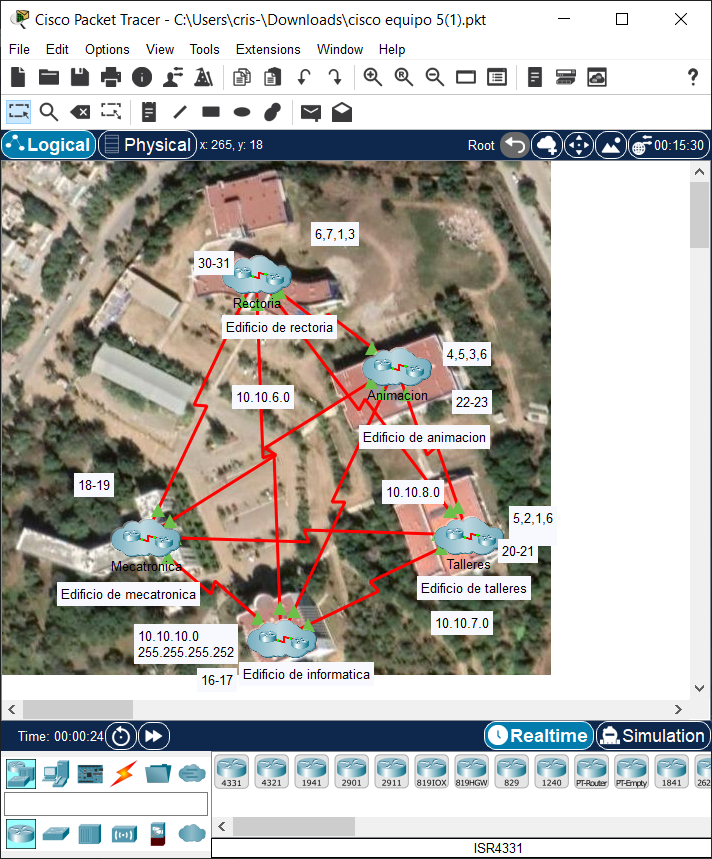 Cisco Packet Tracer - C:\Users\cris-\Downloads\cisco equipo 5(1).pkt
File Edit Options View Tools Extensions Window Help
?
Logical Physical x: 265, y: 18 Root 00:15:30
6,7,1,3
30-31
Rectoria
Edificio de rectoria
4,5,3,6
Animacion
10.10.6.0
22-23
Edificio de animacion
18-19
10.10.8.0
5,2,1,6
20-21
Mecatronica
Talleres
Edificio de mecatronica
Edificio de talleres
10.10.7.0
10.10.10.0
255.255.255.252
16-17
Edificio de informatica
Time: 00:00:24 Realtime Simulation
4331 4321 1941 2901 2911 819IOX 819HGW 829 1240 PT-Router PT-Empty 1841 262
ISR4331